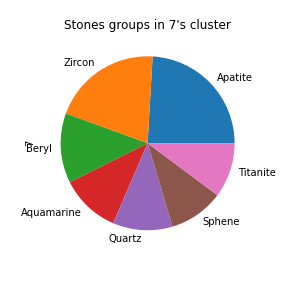 Stones groups in 7's cluster
Apatite
Zircon
Beryl
Aquamarine
Quartz
Sphene
Titanite